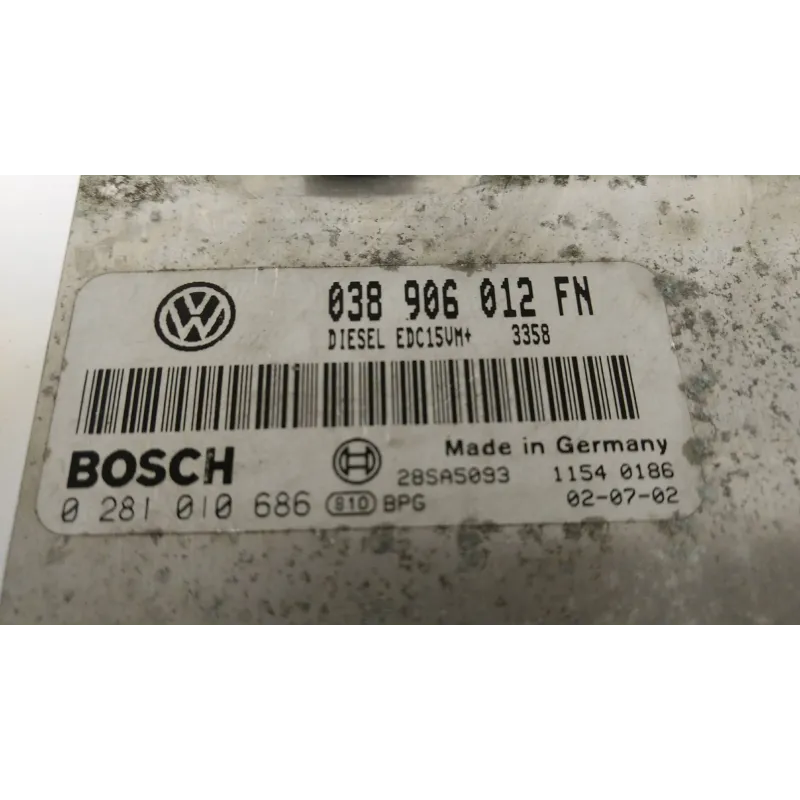 038 906 012 FN
DIESEL EDC15VM+ 3358
BOSCH
Made in Germany
28SA5093 1154 0186
0 281 010 686 810 BPG 02-07-02